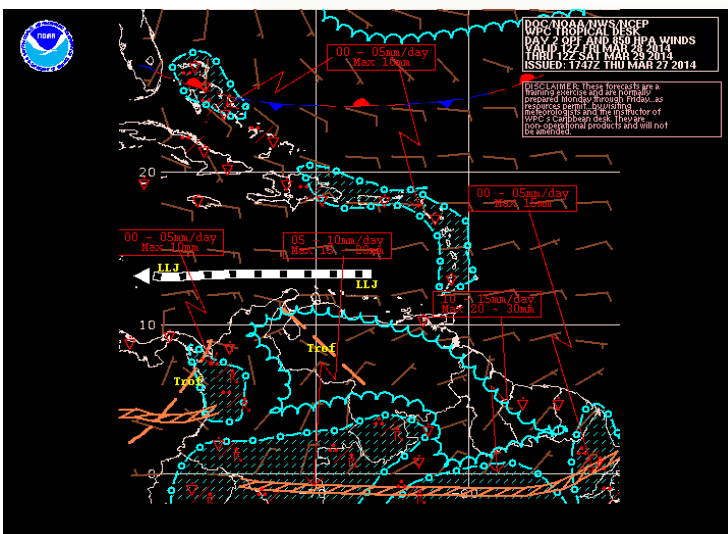 NOAA
DOC/NOAA/NWS/NCEP
WPC TROPICAL DESK
DAY 2 QPF AND 850 HPA WINDS
VALID 12Z FRI MAR 28 2014
THRU 12Z SAT MAR 29 2014
ISSUED: 1747Z THU MAR 27 2014
DISCLAIMER: These forecasts are a
training exercise and are normally
prepared Monday through Friday...as
resources permit...by visiting
meteorologists and the instructor of
WPC's Caribbean desk. They are
non-operational products and will not
be amended.
00 - 05mm/day
Max 10mm
20
00 - 05mm/day
Max 15mm
00 - 05mm/day
Max 10mm
05 - 10mm/day
Max 15 - 20mm
LLJ
LLJ
10 - 15mm/day
Max 20 - 30mm
10
Trof
Trof
0